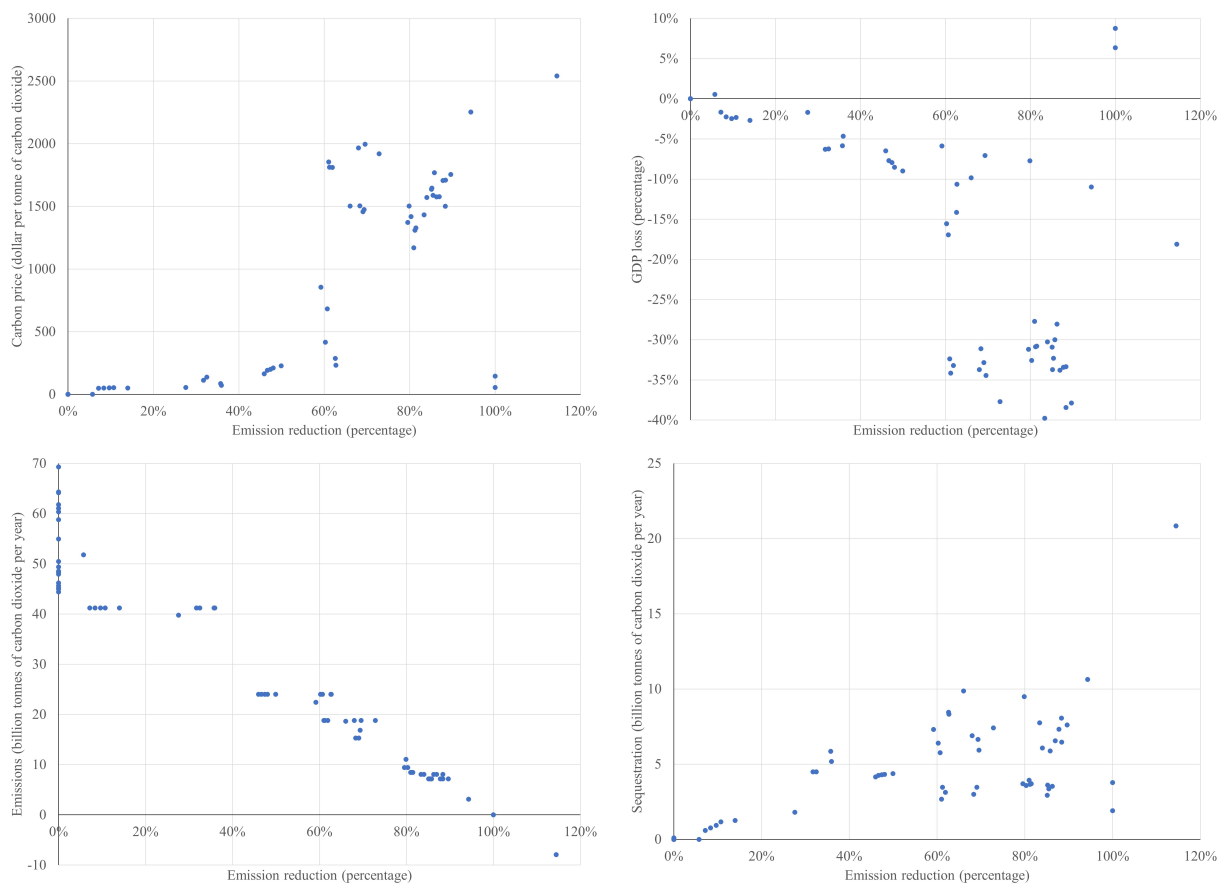 Carbon price (dollar per tonne of carbon dioxide)
3000
2500
2000
1500
1000
500
0
0% 20% 40% 60% 80% 100% 120%
Emission reduction (percentage)
GDP loss (percentage)
10%
5%
0%
-5%
-10%
-15%
-20%
-25%
-30%
-35%
-40%
0% 20% 40% 60% 80% 100% 120%
Emission reduction (percentage)
Emissions (billion tonnes of carbon dioxide per year)
70
60
50
40
30
20
10
0
-10
0% 20% 40% 60% 80% 100% 120%
Emission reduction (percentage)
Sequestration (billion tonnes of carbon dioxide per year)
25
20
15
10
5
0
0% 20% 40% 60% 80% 100% 120%
Emission reduction (percentage)